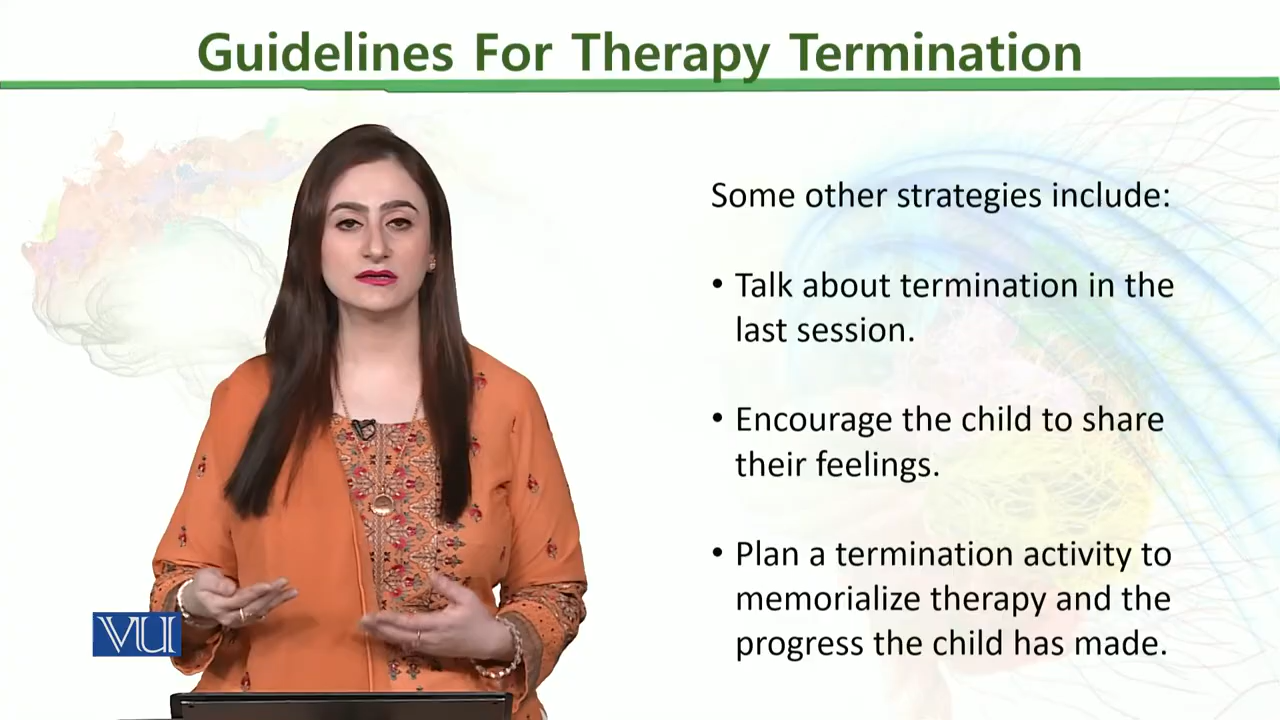 Guidelines For Therapy Termination
Some other strategies include:
• Talk about termination in the
last session.
• Encourage the child to share
their feelings.
• Plan a termination activity to
memorialize therapy and the
progress the child has made.
VU